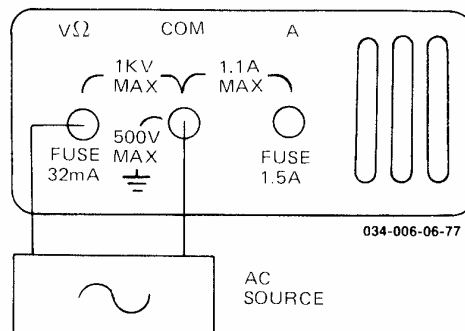 VΩ COM A
1KV MAX
1.1A MAX
500V MAX
FUSE 32mA
FUSE 1.5A
034-006-06-77
AC SOURCE